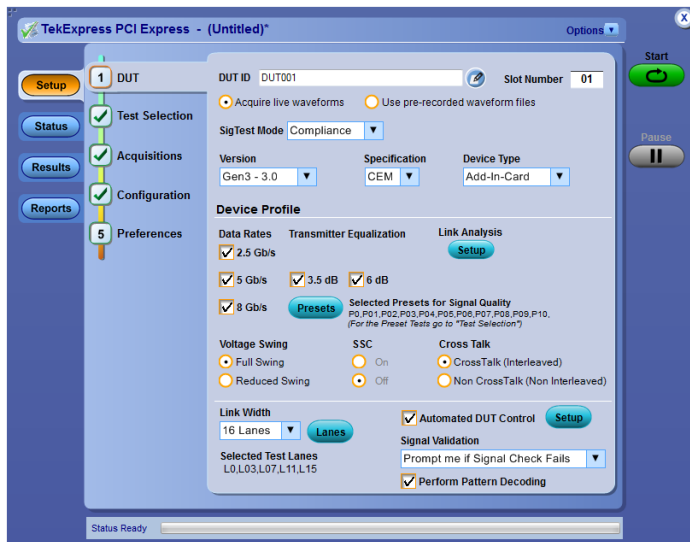 TekExpress PCI Express - (Untitled)*
Options
x
Start
Pause
Setup
Status
Results
Reports
1 DUT
Test Selection
Acquisitions
Configuration
5 Preferences
DUT ID DUT001
Slot Number 01
Acquire live waveforms
Use pre-recorded waveform files
SigTest Mode Compliance
Version Specification Device Type
Gen3 - 3.0 CEM Add-In-Card
Device Profile
Data Rates Transmitter Equalization Link Analysis
2.5 Gb/s Setup
5 Gb/s 3.5 dB 6 dB
8 Gb/s Presets
Selected Presets for Signal Quality
P0,P01,P02,P03,P04,P05,P06,P07,P08,P09,P10,
(For the Preset Tests go to "Test Selection")
Voltage Swing SSC Cross Talk
Full Swing On CrossTalk (Interleaved)
Reduced Swing Off Non CrossTalk (Non Interleaved)
Link Width
16 Lanes Lanes
Selected Test Lanes
L0,L03,L07,L11,L15
Automated DUT Control Setup
Signal Validation
Prompt me if Signal Check Fails
Perform Pattern Decoding
Status Ready